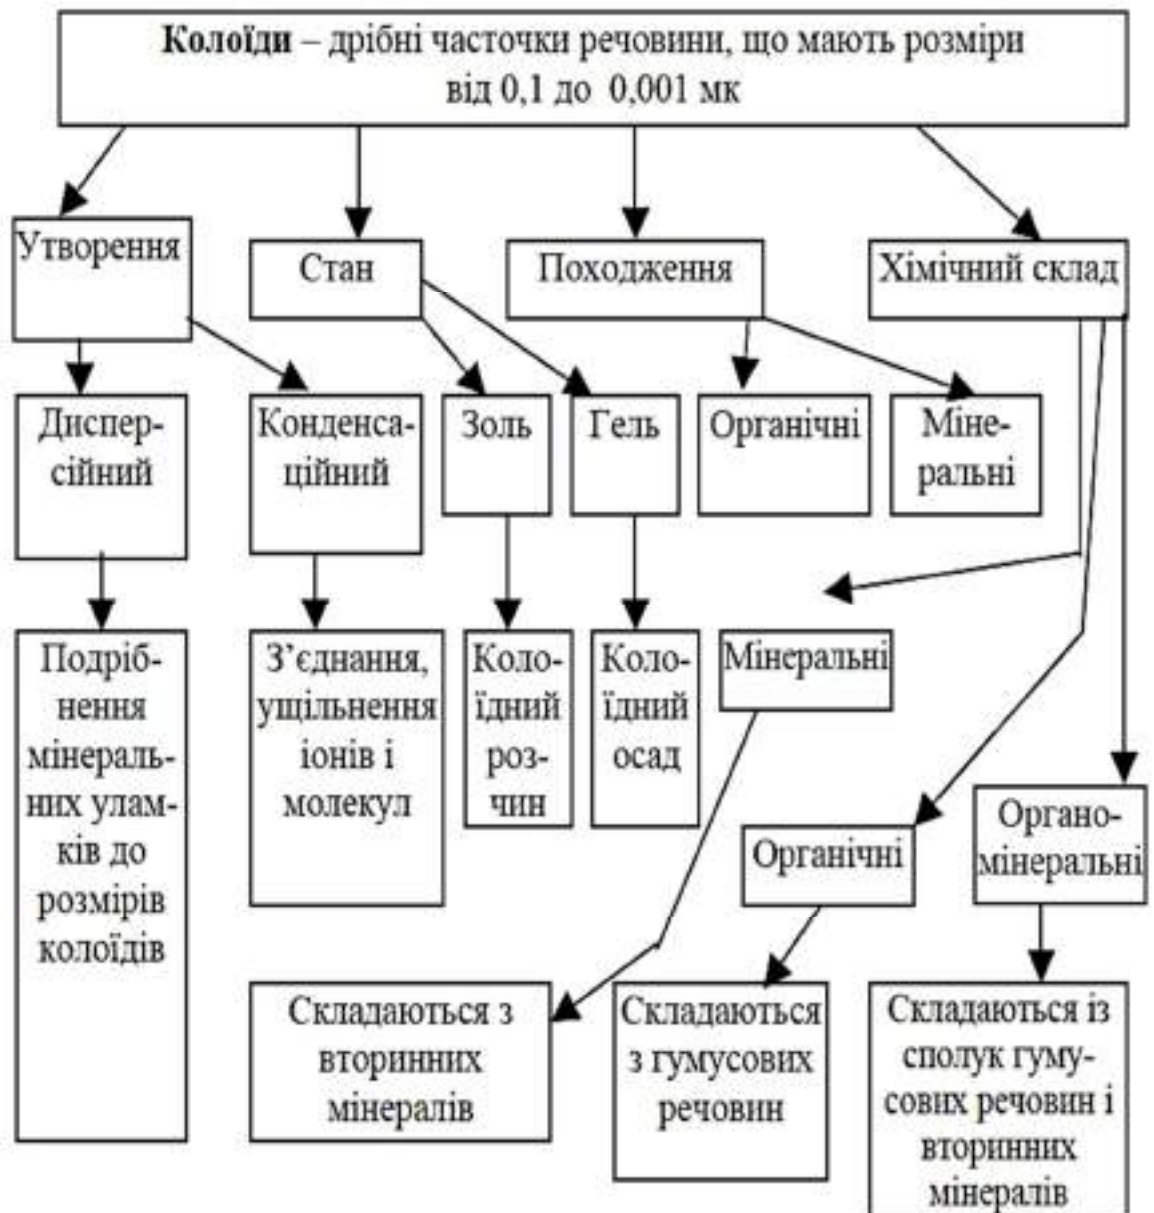 Колоїди – дрібні часточки речовини, що мають розміри
від 0,1 до 0,001 мк
Утворення
Стан
Походження
Хімічний склад
Диспер-
сійний
Конденса-
ційний
Золь
Гель
Органічні
Міне-
ральні
Подріб-
нення
мінераль-
них улам-
ків до
розмірів
колоїдів
З’єднання,
ущільнення
іонів і
молекул
Коло-
їдний
роз-
чин
Коло-
їдний
осад
Мінеральні
Органічні
Органо-
мінеральні
Складаються з
вторинних
мінералів
Складаються
з гумусових
речовин
Складаються із
сполук гуму-
сових речовин і
вторинних
мінералів